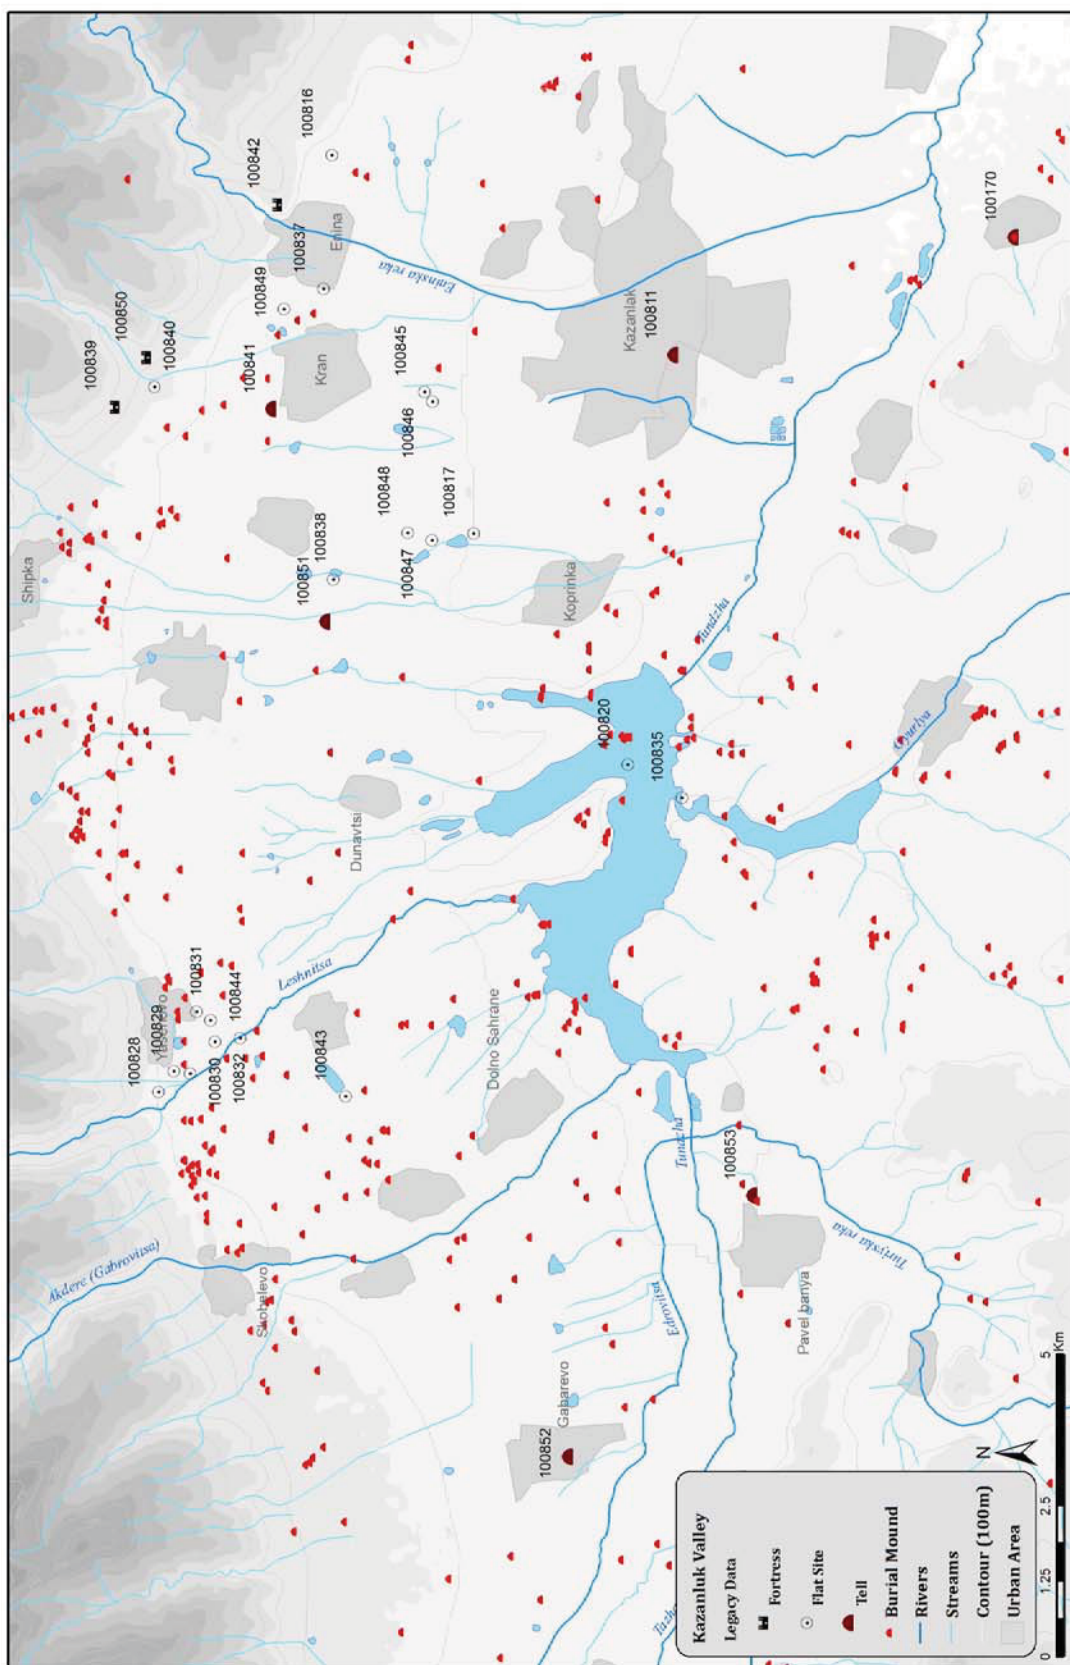 Shipka
100839
100850
100840
100842
100816
100837
100849
100841
Enina
Kran
Eninska reka
100845
100846
100848
100817
100847
100838
100851
Kazanlak
100811
100170
Koprinka
Tundzha
100820
100835
Gyurlya
Dunavtsi
100831
100844
100829
100828
100830
100832
100843
Leshnitsa
Dolno Sahrane
Akdere (Gabrovitsa)
Skobelevo
Tundzha
100853
Pavel banya
Turijska reka
Edrovitsa
Gabarevo
100852
Kazanluk Valley
Legacy Data
Fortress
Flat Site
Tell
Burial Mound
Rivers
Streams
Contour (100m)
Urban Area
N
0 1.25 2.5 5
Km